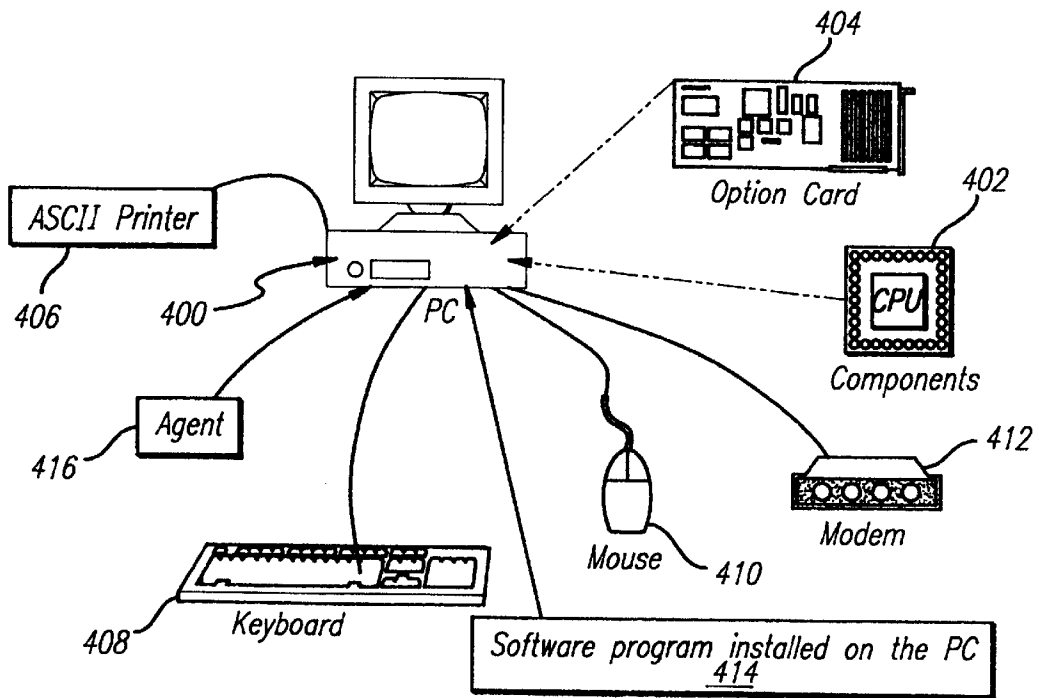 404
Option Card
402
CPU
Components
ASCII Printer
406
400
PC
Agent
416
412
Modem
Mouse
410
408
Keyboard
Software program installed on the PC
414